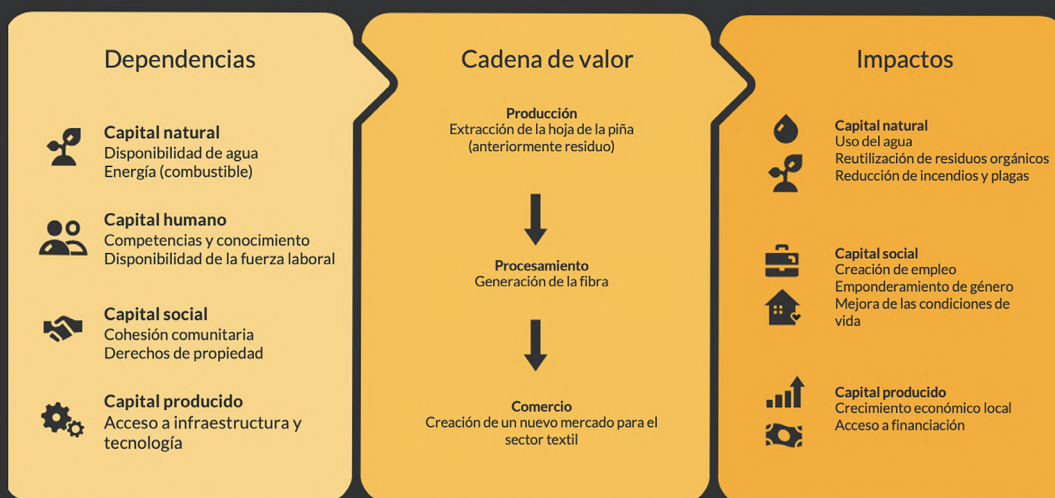 Dependencias
Capital natural
Disponibilidad de agua
Energía (combustible)
Capital humano
Competencias y conocimiento
Disponibilidad de la fuerza laboral
Capital social
Cohesión comunitaria
Derechos de propiedad
Capital producido
Acceso a infraestructura y
tecnología
Cadena de valor
Producción
Extracción de la hoja de la piña
(anteriormente residuo)
Procesamiento
Generación de la fibra
Comercio
Creación de un nuevo mercado para el
sector textil
Impactos
Capital natural
Uso del agua
Reutilización de residuos orgánicos
Reducción de incendios y plagas
Capital social
Creación de empleo
Emponderamiento de género
Mejora de las condiciones de
vida
Capital producido
Crecimiento económico local
Acceso a financiación